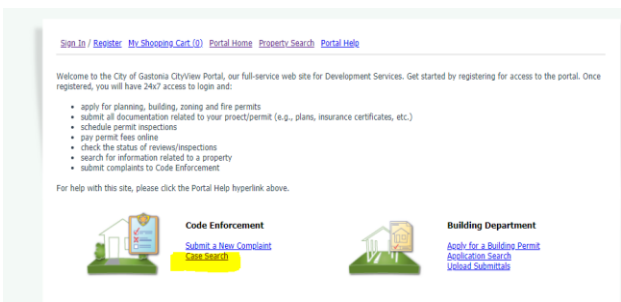 Sign In / Register My Shopping Cart (0) Portal Home Property Search Portal Help
Welcome to the City of Gastonia CityView Portal, our full-service web site for Development Services. Get started by registering for access to the portal. Once
registered, you will have 24x7 access to login and:
• apply for planning, building, zoning and fire permits
• submit all documentation related to your proect/permit (e.g., plans, insurance certificates, etc.)
• schedule permit inspections
• pay permit fees online
• check the status of reviews/inspections
• search for information related to a property
• submit complaints to Code Enforcement
For help with this site, please click the Portal Help hyperlink above.
Code Enforcement
Submit a New Complaint
Case Search
Building Department
Apply for a Building Permit
Application Search
Upload Submittals